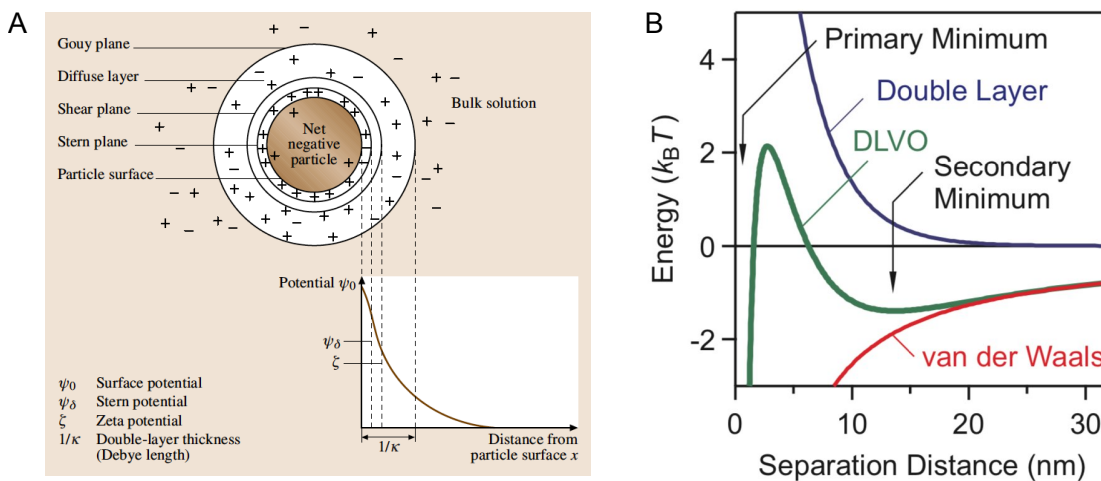 A
Gouy plane
Diffuse layer
Shear plane
Stern plane
Particle surface
Net
negative
particle
Bulk solution
Potential ψ0
ψδ
ζ
ψ0 Surface potential
ψδ Stern potential
ζ Zeta potential
1/κ Double-layer thickness
(Debye length)
1/κ
Distance from
particle surface x
B
Energy (kBT)
4
2
0
-2
Primary Minimum
Double Layer
DLVO
Secondary
Minimum
van der Waals
0
10
20
30
Separation Distance (nm)